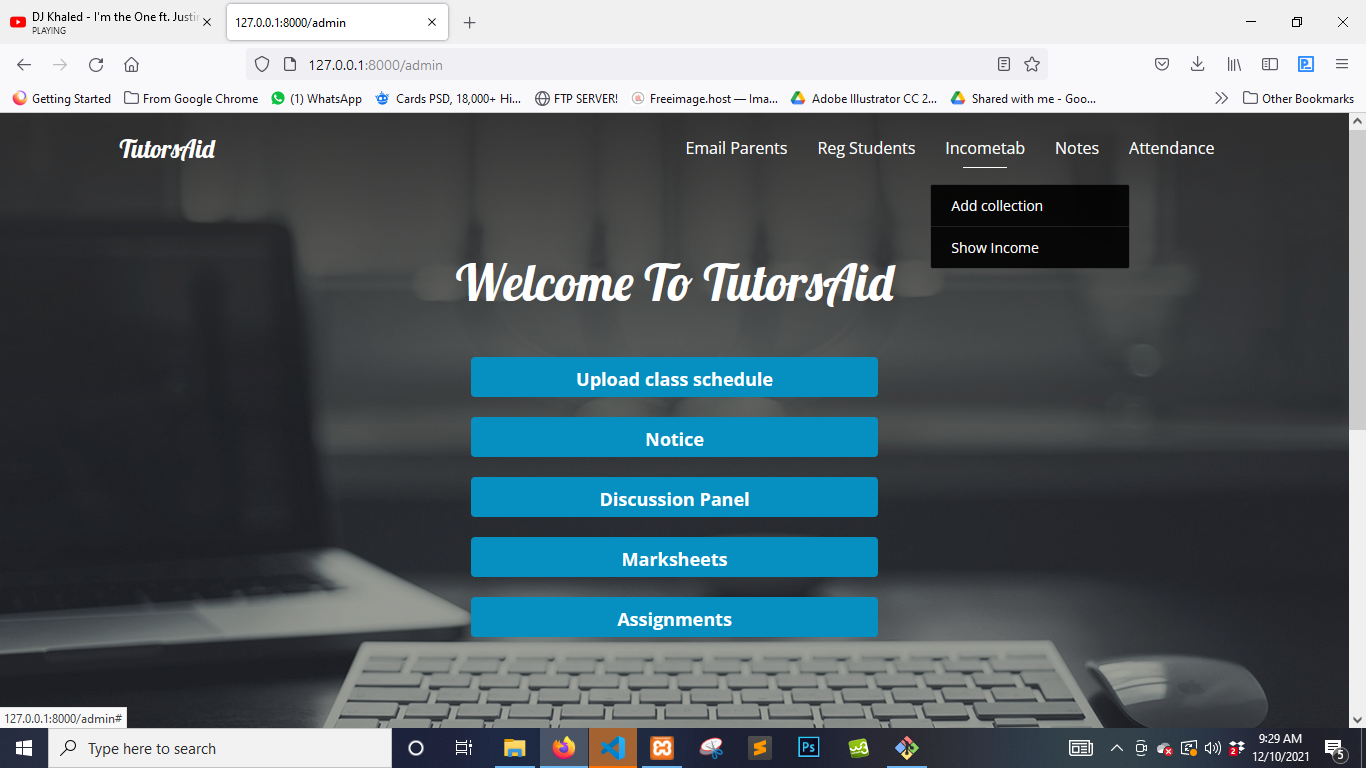 DJ Khaled - I'm the One ft. Justin
PLAYING
127.0.0.1:8000/admin
127.0.0.1:8000/admin
Getting Started
From Google Chrome
(1) WhatsApp
Cards PSD, 18,000+ Hi...
FTP SERVER!
Freeimage.host — Ima...
Adobe Illustrator CC 2...
Shared with me - Goo...
Other Bookmarks
TutorsAid
Email Parents
Reg Students
Incometab
Notes
Attendance
Add collection
Show Income
Welcome To TutorsAid
Upload class schedule
Notice
Discussion Panel
Marksheets
Assignments
127.0.0.1:8000/admin#
Type here to search
Ps
2
9:29 AM
12/10/2021
5